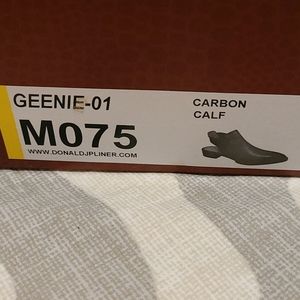 GEENIE-01
M075
WWW.DONALDJPLINER.COM
CARBON
CALF